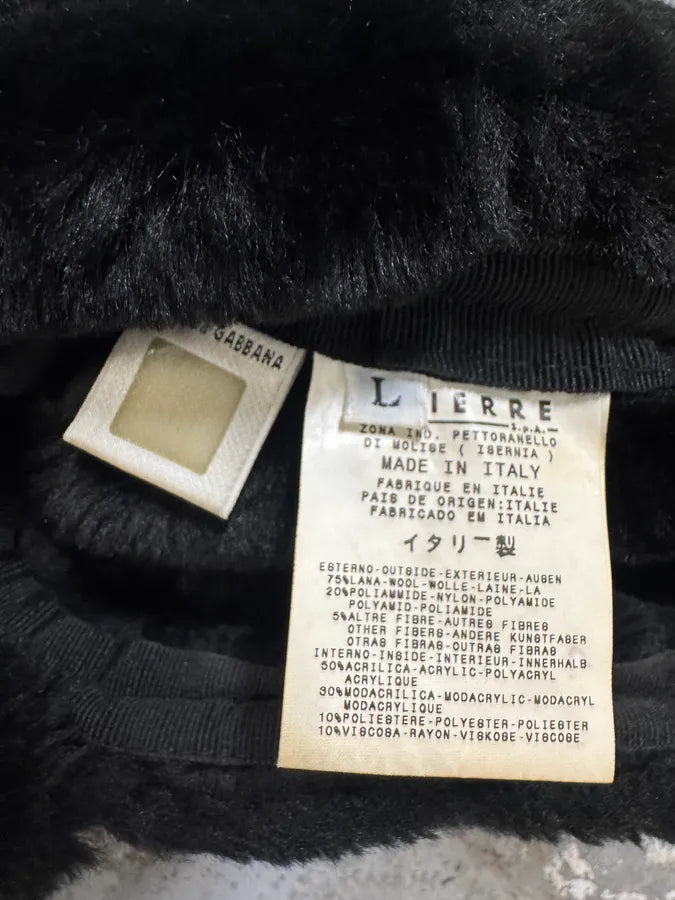 GABBANA
L
IERRE
S.p.A.
ZONA IND. PETTORANELLO
DI MOLISE ( ISERNIA )
MADE IN ITALY
FABRIQUE EN ITALIE
PAIS DE ORIGEN:ITALIE
FABRICADO EM ITALIA
イタリー製
ESTERNO-OUTSIDE-EXTERIEUR-AUSEN
75%LANA-WOOL-WOLLE-LAINE-LA
20%POLIAMMIDE-NYLON-POLYAMIDE
POLYAMID-POLIAMIDE
5%ALTRE FIBRE-AUTRES FIBRES
OTHER FIBERS-ANDERE KUNSTFASER
OTRAS FIBRAS-OUTRAS FIBRAS
INTERNO-INSIDE-INTERIEUR-INNERHALB
50%ACRILICA-ACRYLIC-POLYACRYL
ACRYLIQUE
30%MODACRILICA-MODACRYLIC-MODACRYL
MODACRYLIQUE
10%POLIESTERE-POLYESTER-POLIESTER
10%VISCOSA-RAYON-VISKOSE-VISCOSE